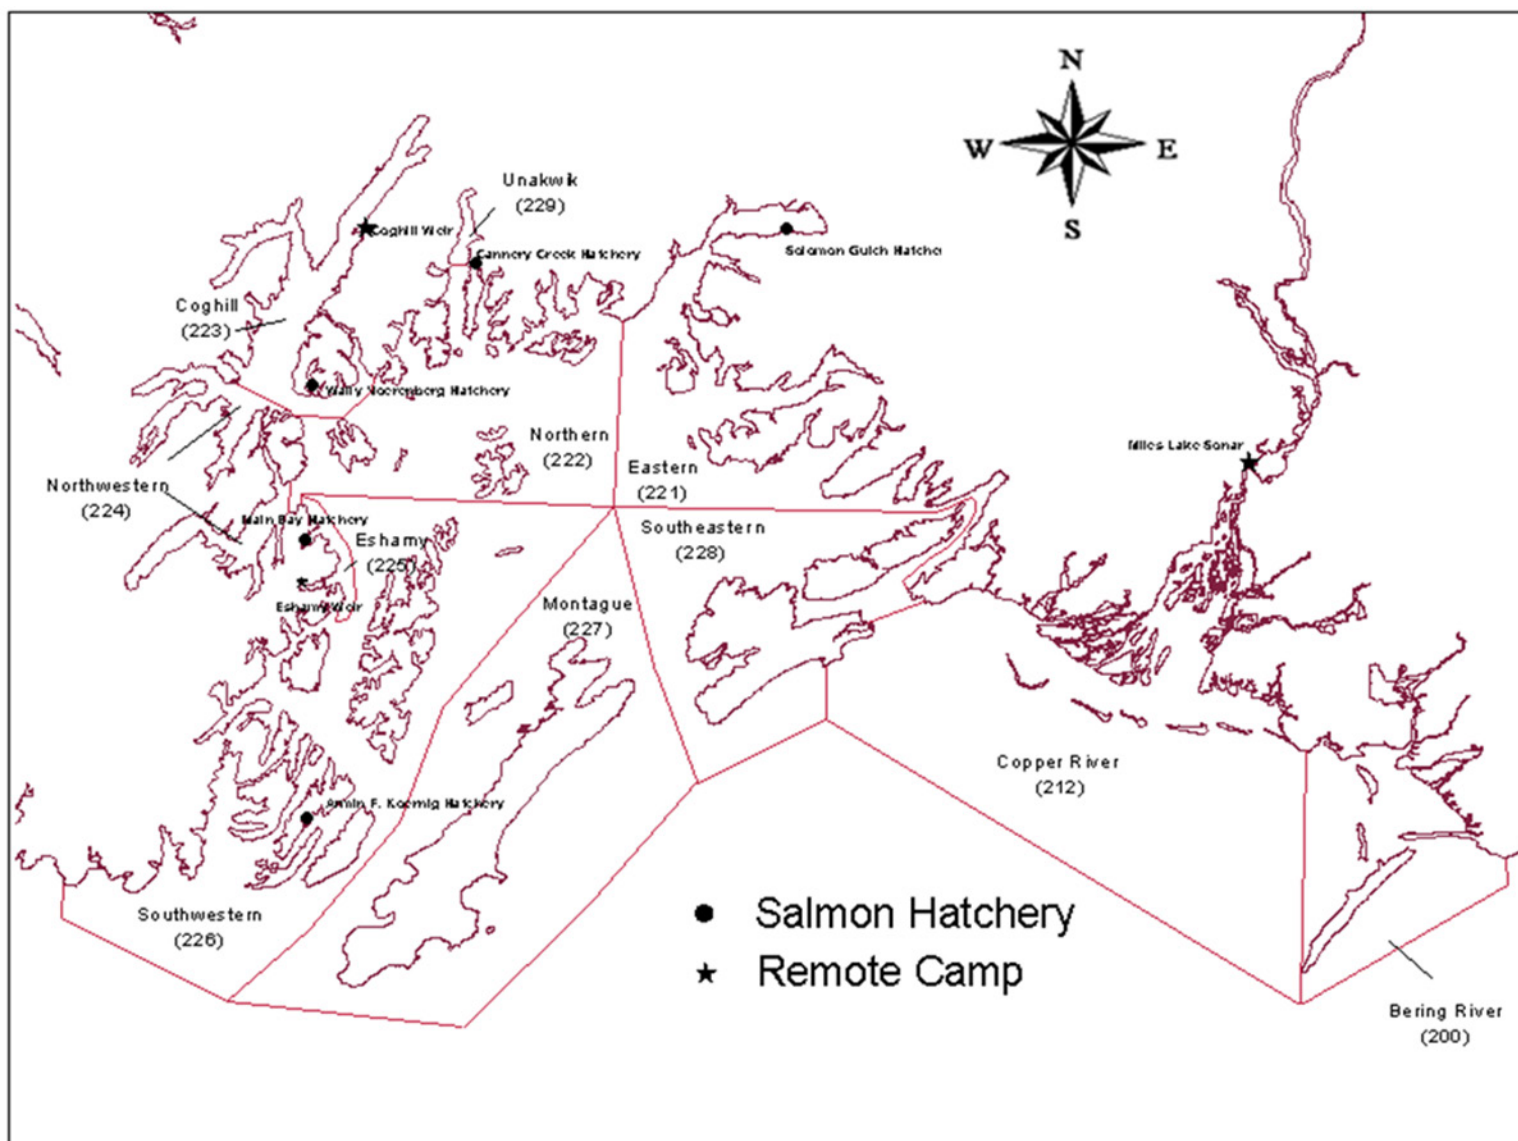 N
W E
S
Unakwik
(229)
Coghill Weir
Cannery Creek Hatchery
Solomon Gulch Hatche
Coghill
(223)
Wally Noerenberg Hatchery
Northern
(222)
Eastern
(221)
Miles Lake Sonar
Northwestern
(224)
Main Bay Hatchery
Eshamy
(225)
Southeastern
(228)
Eshamy Weir
Montague
(227)
Copper River
(212)
Armin F. Koernig Hatchery
Southwestern
(226)
Salmon Hatchery
Remote Camp
Bering River
(200)